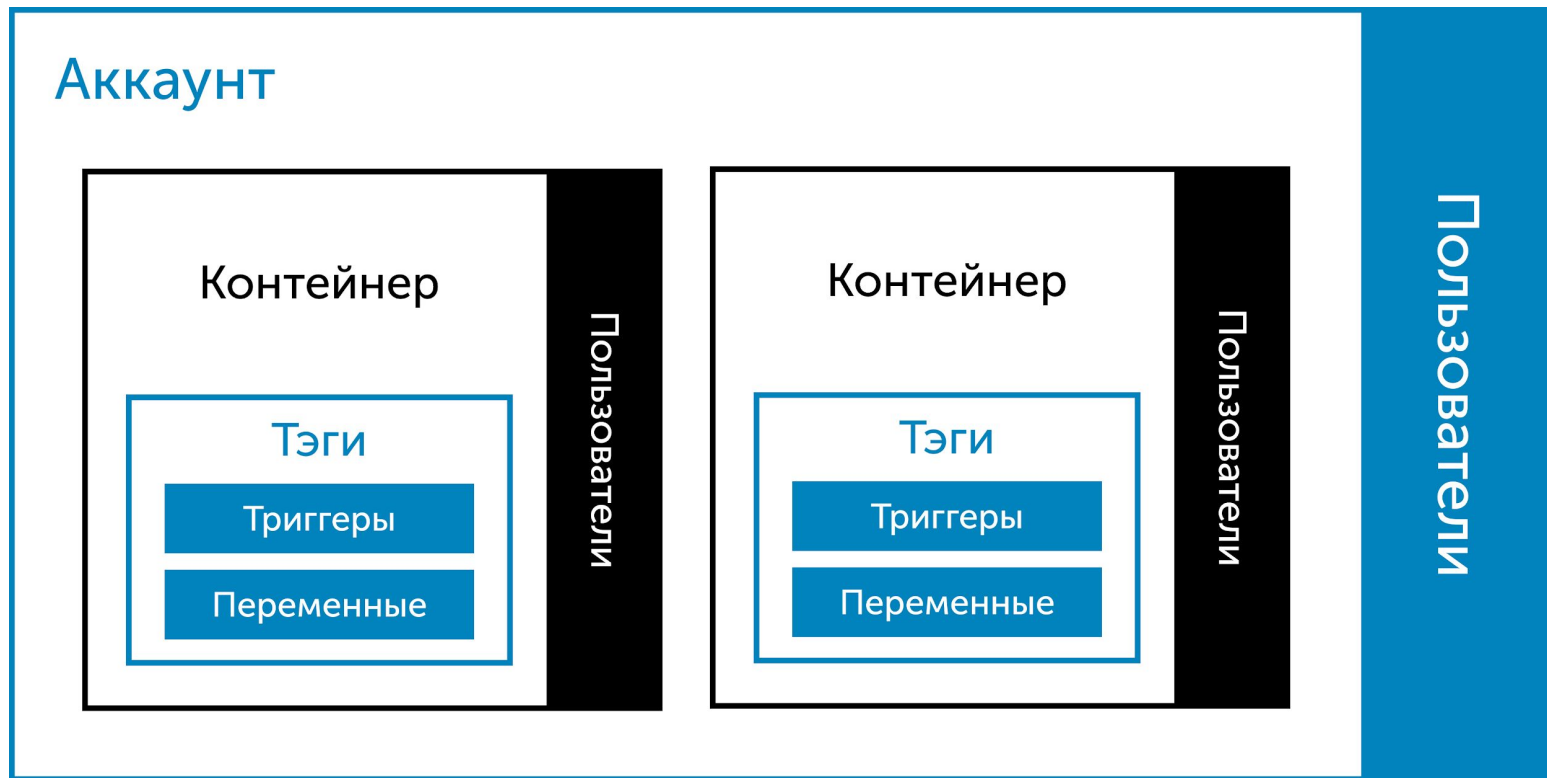 Аккаунт
Контейнер
Тэги
Триггеры
Переменные
Пользователи
Контейнер
Тэги
Триггеры
Переменные
Пользователи
Пользователи